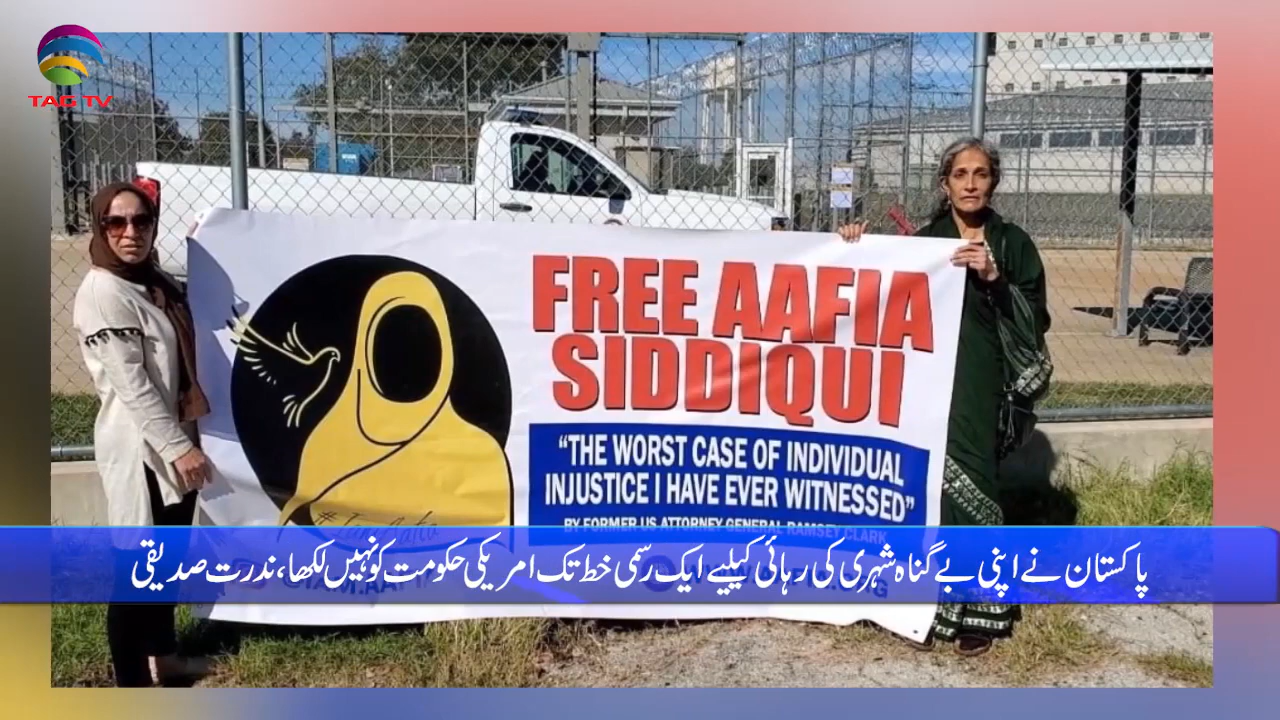 TAG TV
FREE AAFIA
SIDDIQUI
"THE WORST CASE OF INDIVIDUAL
INJUSTICE I HAVE EVER WITNESSED"
BY FORMER US ATTORNEY GENERAL RAMSEY CLARK
پاکستان نے اپنی بے گناہ شہری کی رہائی کیلیے ایک رسمی خط تک امریکی حکومت کو نہیں لکھا، ندرت صدیقی